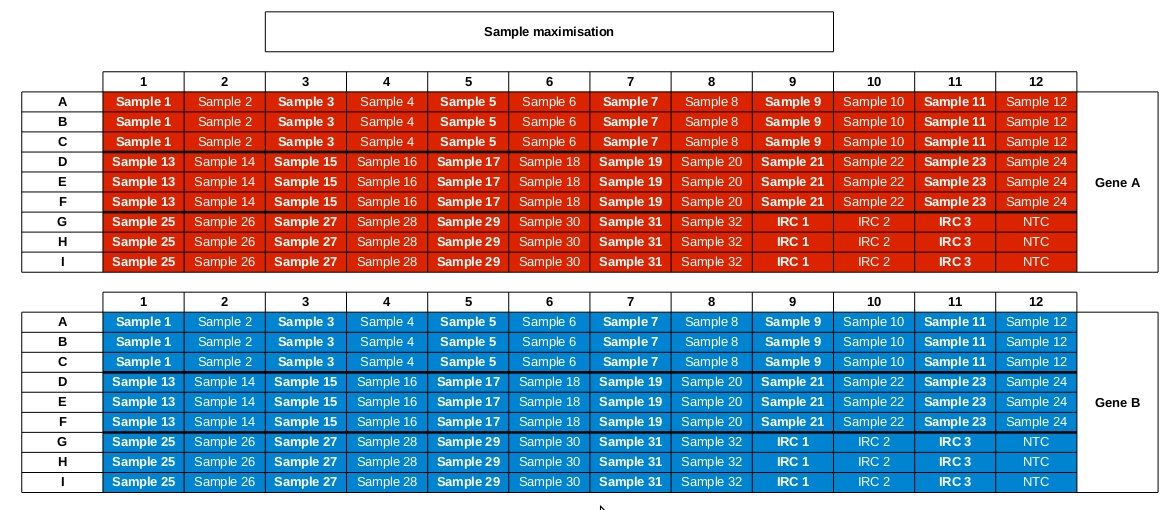 Sample maximisation
1 2 3 4 5 6 7 8 9 10 11 12
A Sample 1 Sample 2 Sample 3 Sample 4 Sample 5 Sample 6 Sample 7 Sample 8 Sample 9 Sample 10 Sample 11 Sample 12
B Sample 1 Sample 2 Sample 3 Sample 4 Sample 5 Sample 6 Sample 7 Sample 8 Sample 9 Sample 10 Sample 11 Sample 12
C Sample 1 Sample 2 Sample 3 Sample 4 Sample 5 Sample 6 Sample 7 Sample 8 Sample 9 Sample 10 Sample 11 Sample 12
D Sample 13 Sample 14 Sample 15 Sample 16 Sample 17 Sample 18 Sample 19 Sample 20 Sample 21 Sample 22 Sample 23 Sample 24
E Sample 13 Sample 14 Sample 15 Sample 16 Sample 17 Sample 18 Sample 19 Sample 20 Sample 21 Sample 22 Sample 23 Sample 24 Gene A
F Sample 13 Sample 14 Sample 15 Sample 16 Sample 17 Sample 18 Sample 19 Sample 20 Sample 21 Sample 22 Sample 23 Sample 24
G Sample 25 Sample 26 Sample 27 Sample 28 Sample 29 Sample 30 Sample 31 Sample 32 IRC 1 IRC 2 IRC 3 NTC
H Sample 25 Sample 26 Sample 27 Sample 28 Sample 29 Sample 30 Sample 31 Sample 32 IRC 1 IRC 2 IRC 3 NTC
I Sample 25 Sample 26 Sample 27 Sample 28 Sample 29 Sample 30 Sample 31 Sample 32 IRC 1 IRC 2 IRC 3 NTC
1 2 3 4 5 6 7 8 9 10 11 12
A Sample 1 Sample 2 Sample 3 Sample 4 Sample 5 Sample 6 Sample 7 Sample 8 Sample 9 Sample 10 Sample 11 Sample 12
B Sample 1 Sample 2 Sample 3 Sample 4 Sample 5 Sample 6 Sample 7 Sample 8 Sample 9 Sample 10 Sample 11 Sample 12
C Sample 1 Sample 2 Sample 3 Sample 4 Sample 5 Sample 6 Sample 7 Sample 8 Sample 9 Sample 10 Sample 11 Sample 12
D Sample 13 Sample 14 Sample 15 Sample 16 Sample 17 Sample 18 Sample 19 Sample 20 Sample 21 Sample 22 Sample 23 Sample 24
E Sample 13 Sample 14 Sample 15 Sample 16 Sample 17 Sample 18 Sample 19 Sample 20 Sample 21 Sample 22 Sample 23 Sample 24 Gene B
F Sample 13 Sample 14 Sample 15 Sample 16 Sample 17 Sample 18 Sample 19 Sample 20 Sample 21 Sample 22 Sample 23 Sample 24
G Sample 25 Sample 26 Sample 27 Sample 28 Sample 29 Sample 30 Sample 31 Sample 32 IRC 1 IRC 2 IRC 3 NTC
H Sample 25 Sample 26 Sample 27 Sample 28 Sample 29 Sample 30 Sample 31 Sample 32 IRC 1 IRC 2 IRC 3 NTC
I Sample 25 Sample 26 Sample 27 Sample 28 Sample 29 Sample 30 Sample 31 Sample 32 IRC 1 IRC 2 IRC 3 NTC